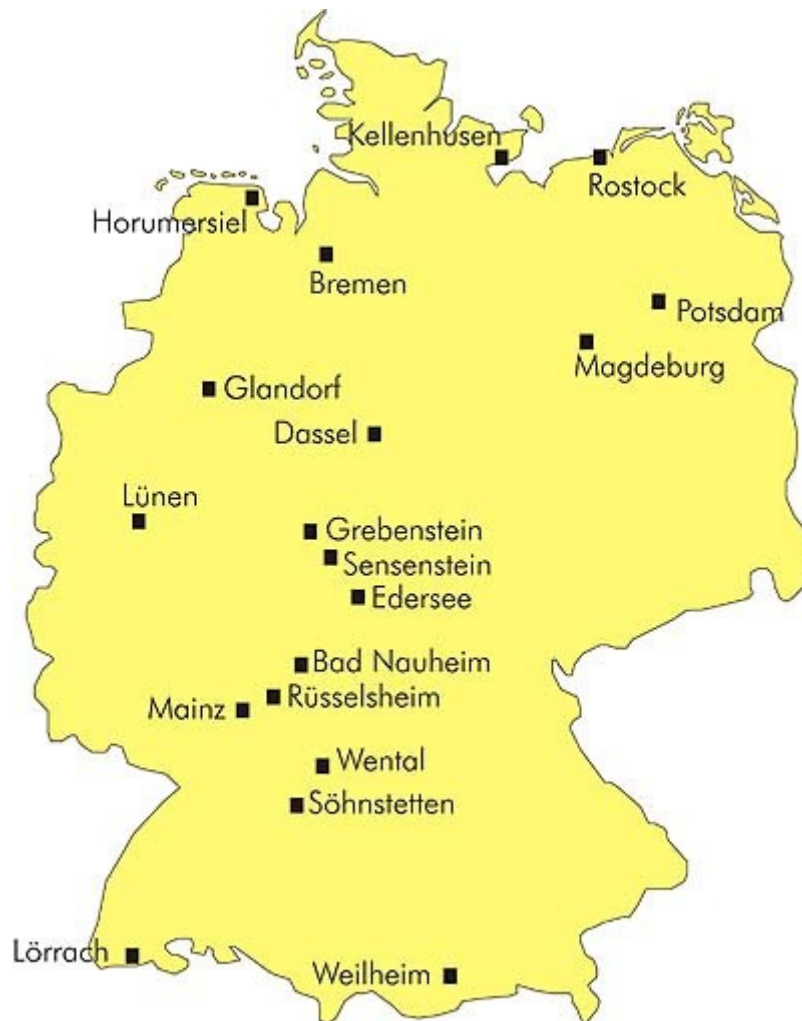 Kellenhusen
Rostock
Horumersiel
Bremen
Potsdam
Magdeburg
Glandorf
Dassel
Lünen
Grebenstein
Sensenstein
Edersee
Bad Nauheim
Rüsselsheim
Mainz
Wental
Söhnstetten
Lörrach
Weilheim